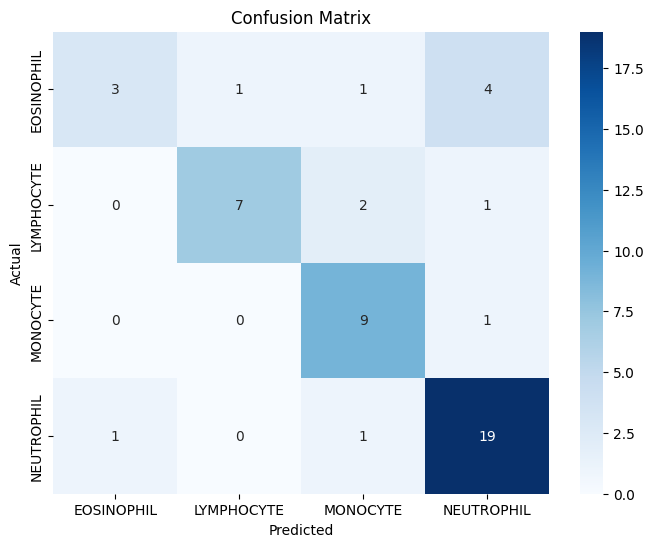 Confusion Matrix
Actual
EOSINOPHIL 3 1 1 4
LYMPHOCYTE 0 7 2 1
MONOCYTE 0 0 9 1
NEUTROPHIL 1 0 1 19
EOSINOPHIL LYMPHOCYTE MONOCYTE NEUTROPHIL
Predicted
17.5
15.0
12.5
10.0
7.5
5.0
2.5
0.0